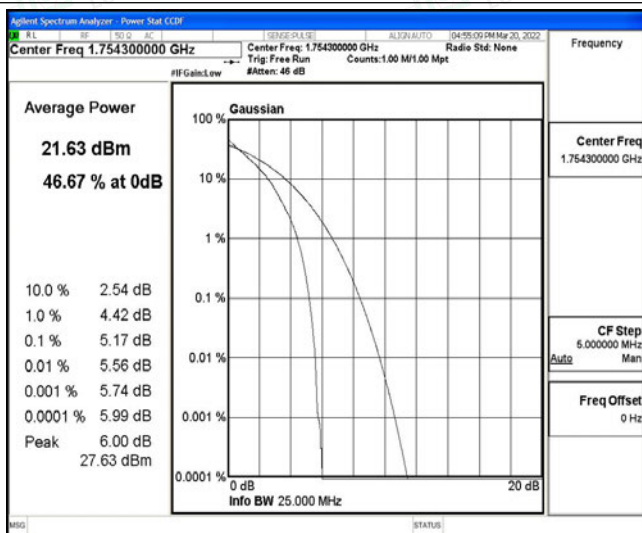 Agilent Spectrum Analyzer - Power Stat CCDF
RL RF 50 Ω AC SENSE:PULSE ALIGN AUTO 04:55:09 PM Mar 20, 2022
Center Freq 1.754300000 GHz
Center Freq: 1.754300000 GHz Radio Std: None
Trig: Free Run Counts:1.00 M/1.00 Mpt
#IFGain:Low #Atten: 46 dB
Frequency
Average Power
21.63 dBm
46.67 % at 0dB
10.0 % 2.54 dB
1.0 % 4.42 dB
0.1 % 5.17 dB
0.01 % 5.56 dB
0.001 % 5.74 dB
0.0001 % 5.99 dB
Peak 6.00 dB
27.63 dBm
Gaussian
100 %
10 %
1 %
0.1 %
0.01 %
0.001 %
0.0001 %
0 dB 20 dB
Info BW 25.000 MHz
Center Freq
1.754300000 GHz
CF Step
5.000000 MHz
Auto Man
Freq Offset
0 Hz
MSG STATUS